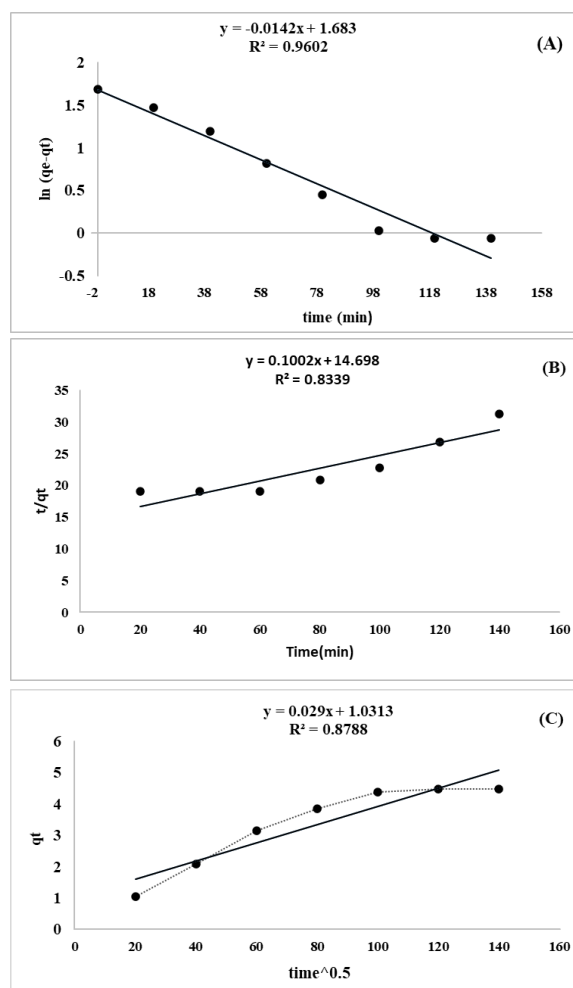 y = -0.0142x + 1.683
R² = 0.9602
(A)
2
1.5
1
0.5
0
-0.5
ln (qe-qt)
-2 18 38 58 78 98 118 138 158
time (min)
y = 0.1002x + 14.698
R² = 0.8339
(B)
35
30
25
20
15
10
5
0
t/qt
0 20 40 60 80 100 120 140 160
Time(min)
y = 0.029x + 1.0313
R² = 0.8788
(C)
6
5
4
3
2
1
0
qt
0 20 40 60 80 100 120 140 160
time^0.5